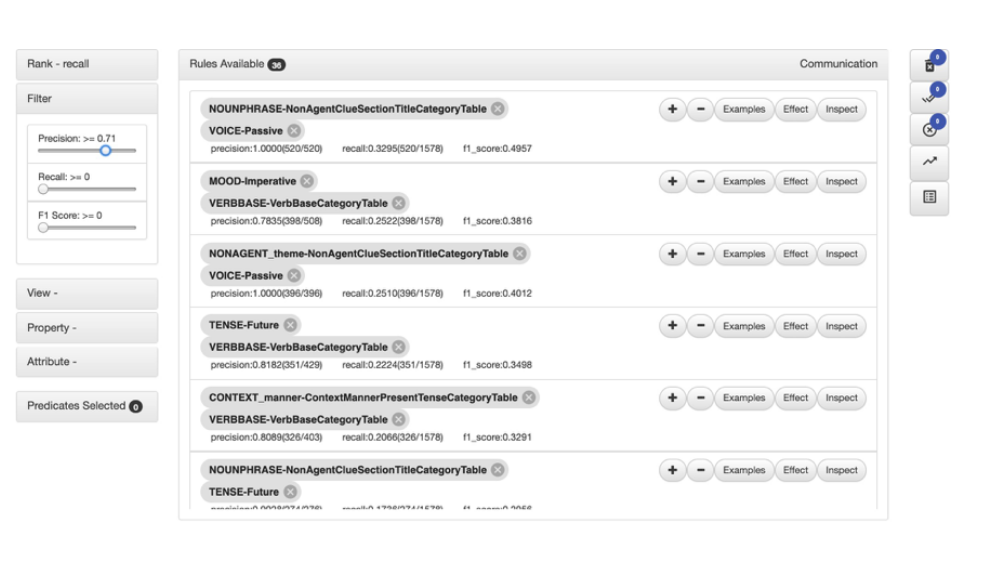 Rank - recall
Filter
Precision: >= 0.71
Recall: >= 0
F1 Score: >= 0
View -
Property -
Attribute -
Predicates Selected 0
Rules Available 36 Communication
NOUNPHRASE-NonAgentClueSectionTitleCategoryTable + - Examples Effect Inspect
VOICE-Passive
precision:1.0000(520/520) recall:0.3295(520/1578) f1_score:0.4957
MOOD-Imperative + - Examples Effect Inspect
VERBBASE-VerbBaseCategoryTable
precision:0.7835(398/508) recall:0.2522(398/1578) f1_score:0.3816
NONAGENT_theme-NonAgentClueSectionTitleCategoryTable + - Examples Effect Inspect
VOICE-Passive
precision:1.0000(396/396) recall:0.2510(396/1578) f1_score:0.4012
TENSE-Future + - Examples Effect Inspect
VERBBASE-VerbBaseCategoryTable
precision:0.8182(351/429) recall:0.2224(351/1578) f1_score:0.3498
CONTEXT_manner-ContextMannerPresentTenseCategoryTable + - Examples Effect Inspect
VERBBASE-VerbBaseCategoryTable
precision:0.8089(326/403) recall:0.2066(326/1578) f1_score:0.3291
NOUNPHRASE-NonAgentClueSectionTitleCategoryTable + - Examples Effect Inspect
TENSE-Future
0
0
0